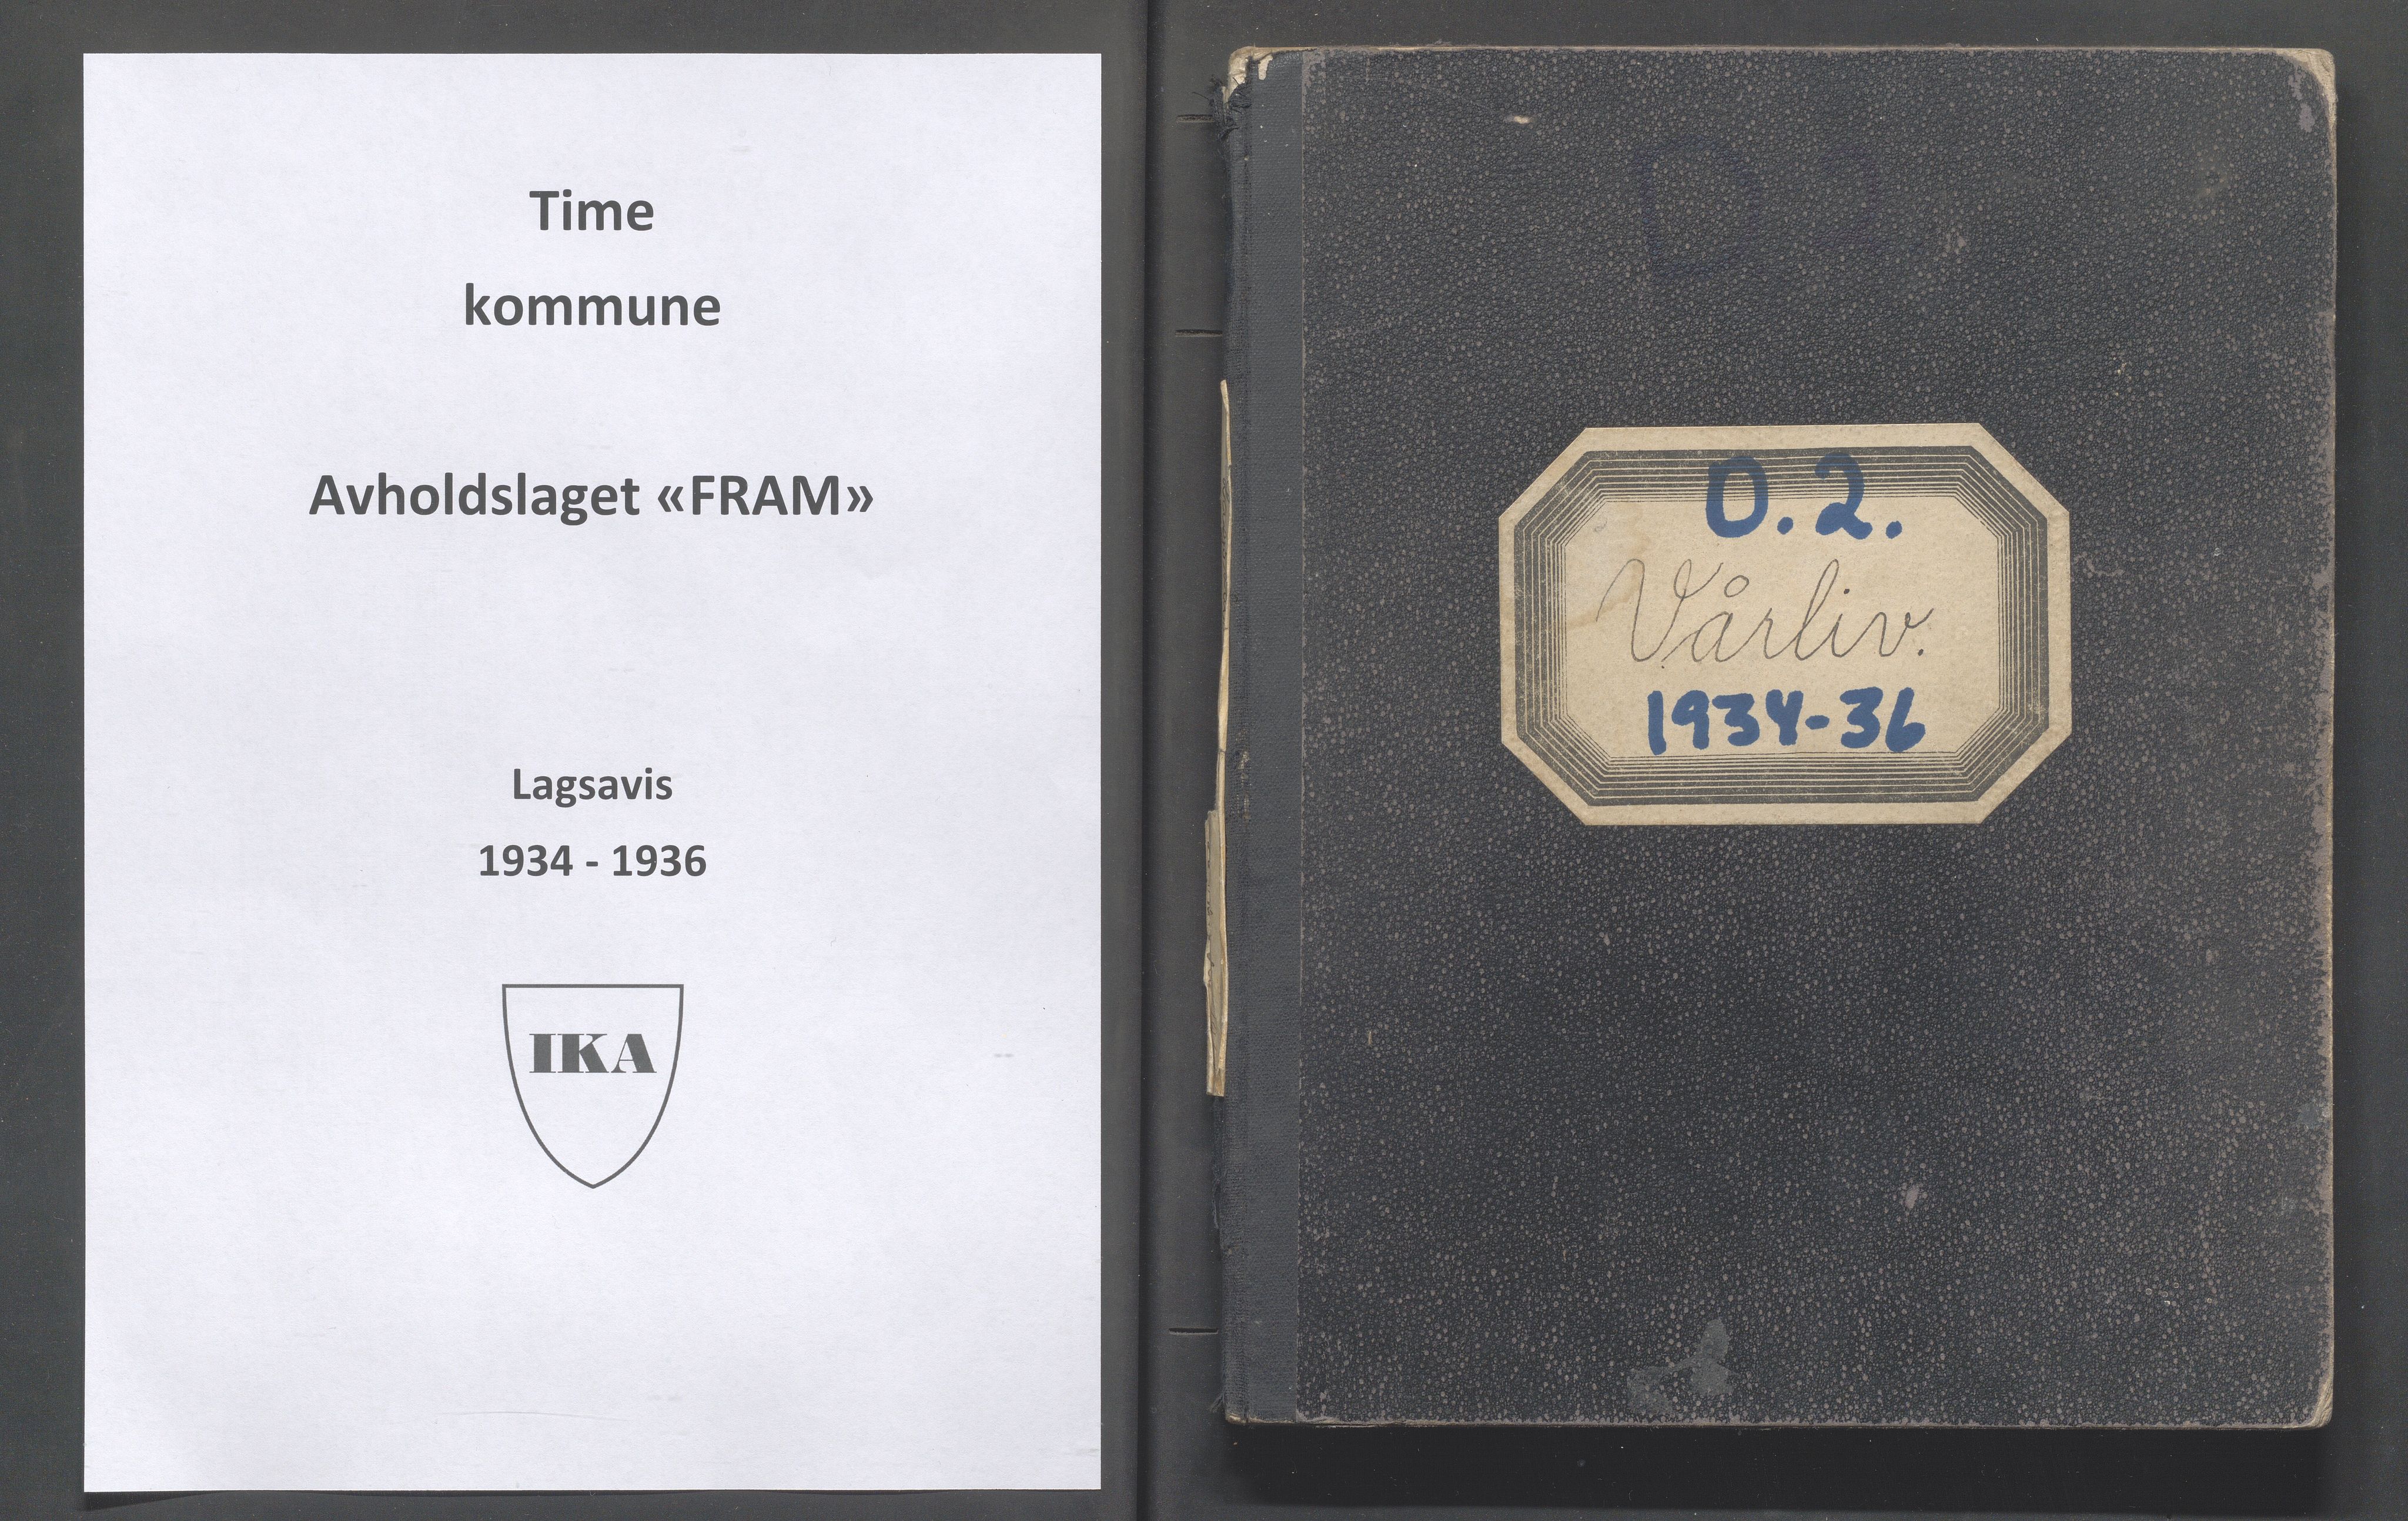 Time
kommune
Avholdslaget «FRAM»
Lagsavis
1934 - 1936
IKA
D. 2.
Vårliv.
1934-36